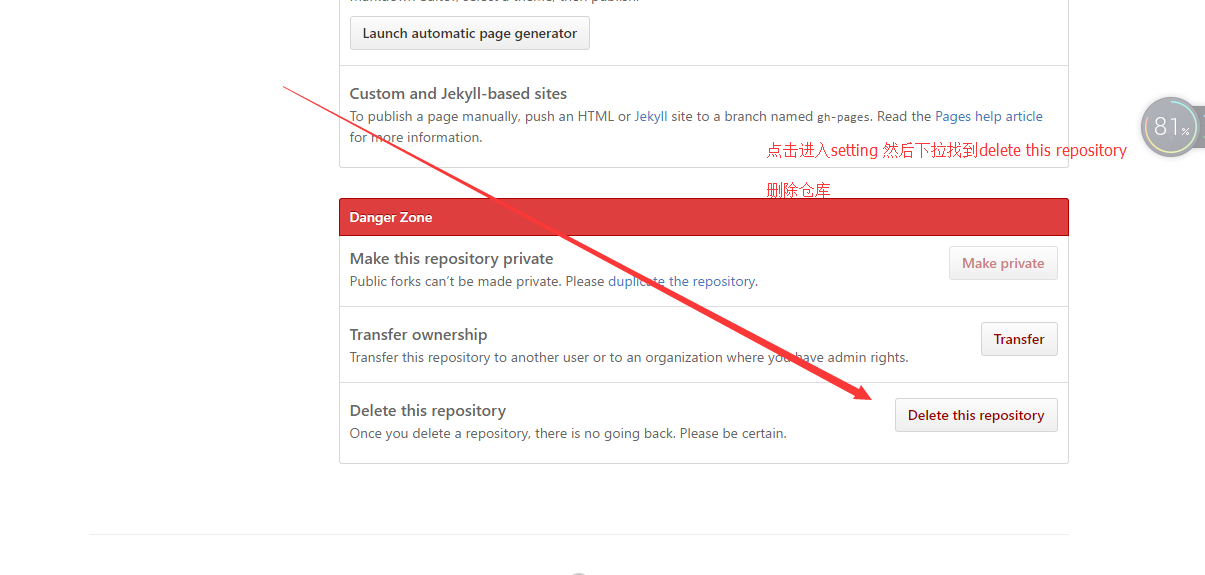 markdown editor, select a theme, then publish.
Launch automatic page generator
Custom and Jekyll-based sites
To publish a page manually, push an HTML or Jekyll site to a branch named gh-pages. Read the Pages help article
for more information.
点击进入setting 然后下拉找到delete this repository
删除仓库
81%
Danger Zone
Make this repository private
Public forks can't be made private. Please duplicate the repository.
Make private
Transfer ownership
Transfer this repository to another user or to an organization where you have admin rights.
Transfer
Delete this repository
Once you delete a repository, there is no going back. Please be certain.
Delete this repository